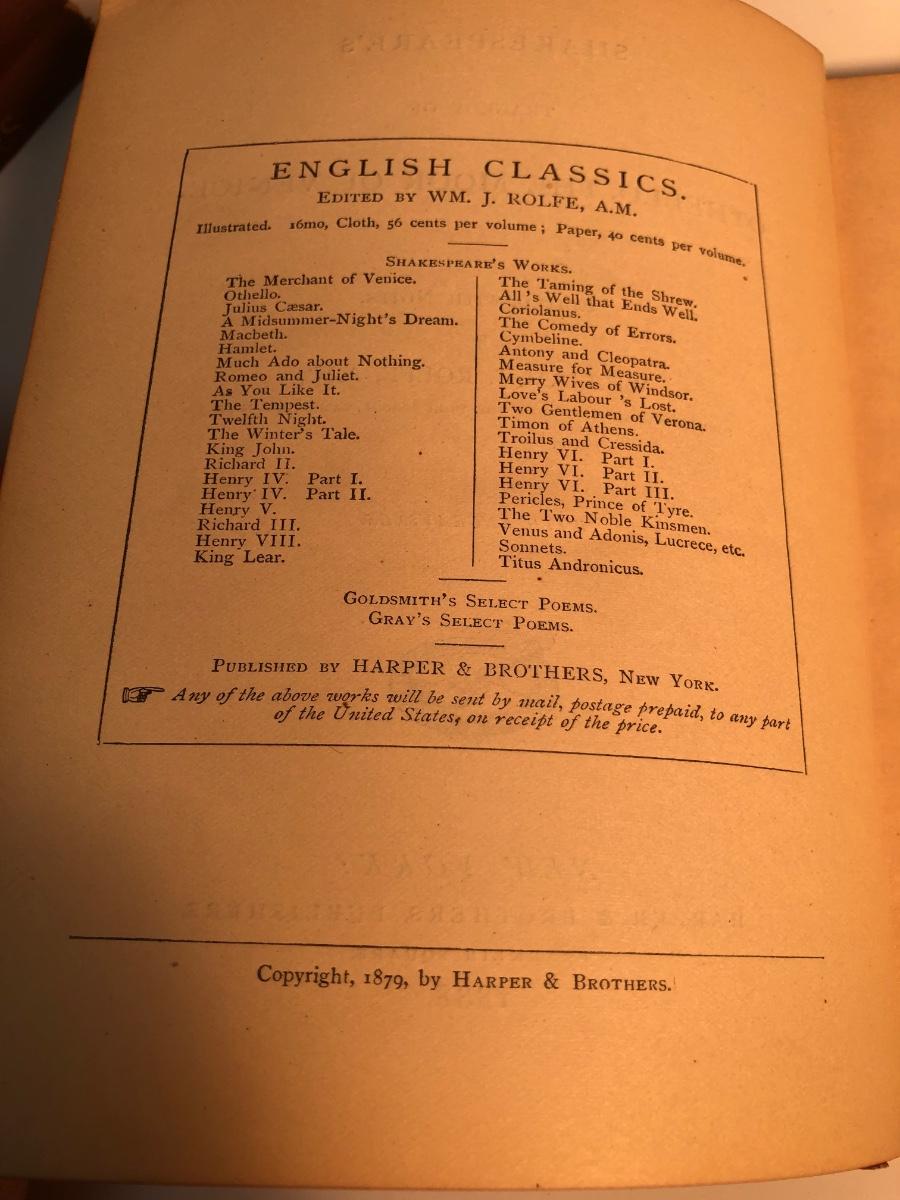 ENGLISH CLASSICS.
EDITED BY WM. J. ROLFE, A.M.
Illustrated. 16mo, Cloth, 56 cents per volume; Paper, 40 cents per volume.
SHAKESPEARE'S WORKS.
The Merchant of Venice.
Othello.
Julius Cæsar.
A Midsummer-Night's Dream.
Macbeth.
Hamlet.
Much Ado about Nothing.
Romeo and Juliet.
As You Like It.
The Tempest.
Twelfth Night.
The Winter's Tale.
King John.
Richard II.
Henry IV. Part I.
Henry IV. Part II.
Henry V.
Richard III.
Henry VIII.
King Lear.
The Taming of the Shrew.
All 's Well that Ends Well.
Coriolanus.
The Comedy of Errors.
Cymbeline.
Antony and Cleopatra.
Measure for Measure.
Merry Wives of Windsor.
Love's Labour 's Lost.
Two Gentlemen of Verona.
Timon of Athens.
Troilus and Cressida.
Henry VI. Part I.
Henry VI. Part II.
Henry VI. Part III.
Pericles, Prince of Tyre.
The Two Noble Kinsmen.
Venus and Adonis, Lucrece, etc.
Sonnets.
Titus Andronicus.
GOLDSMITH'S SELECT POEMS.
GRAY'S SELECT POEMS.
PUBLISHED BY HARPER & BROTHERS, NEW YORK.
☞ Any of the above works will be sent by mail, postage prepaid, to any part
of the United States, on receipt of the price.
Copyright, 1879, by HARPER & BROTHERS.